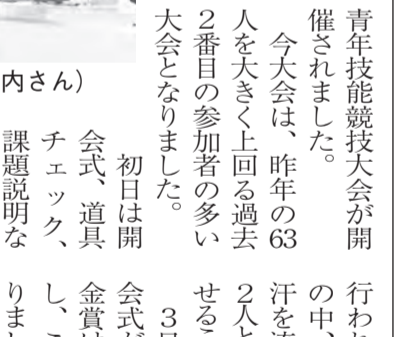 青年技能競技大会が開
催されました。
　今大会は、昨年の63
人を大きく上回る過去
２番目の参加者の多い
大会となりました。
　初日は開
会式、道具
チェック、
課題説明な
内さん）
行われ
の中、
汗を流
２人と
せるこ
　３日
会式が
金賞は
し、こ
りまし